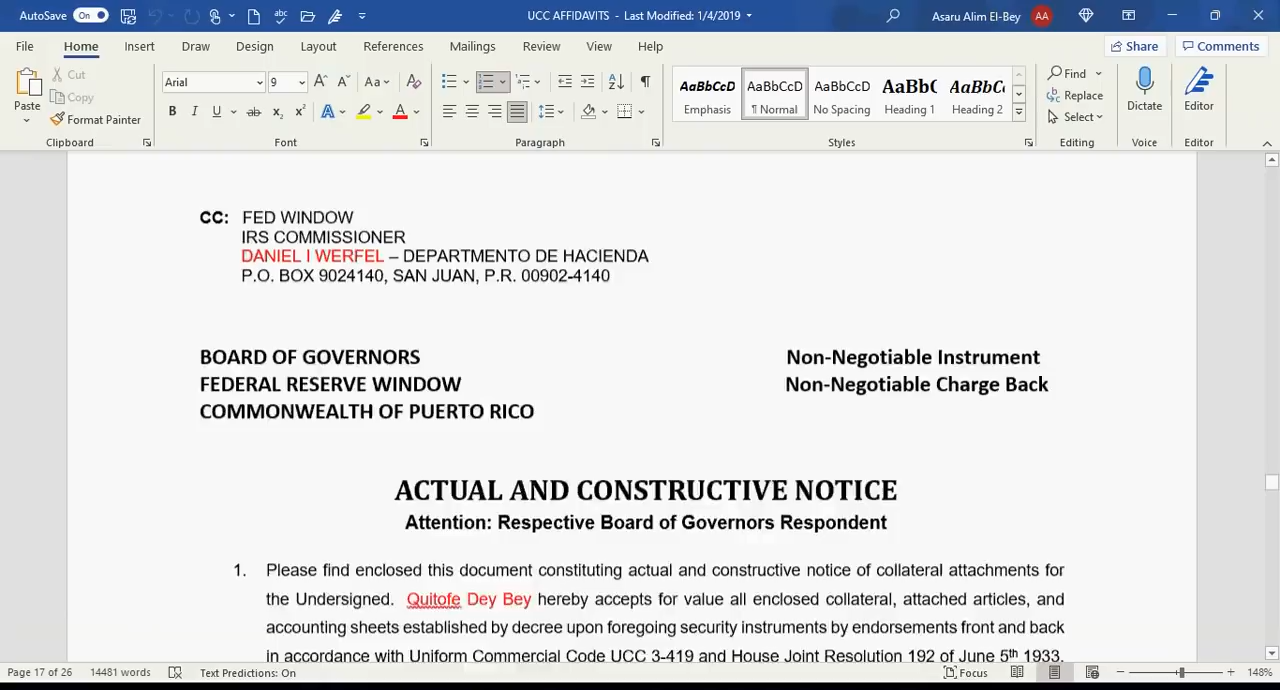 AutoSave On UCC AFFIDAVITS - Last Modified: 1/4/2019 Asaru Alim El-Bey AA
File Home Insert Draw Design Layout References Mailings Review View Help Share Comments
Paste Cut Copy Format Painter
Arial 9 Aa
B I U ab x₂ x² A A
AaBbCcD AaBbCcD AaBbCcD AaBb( AaBbC
Emphasis ¶ Normal No Spacing Heading 1 Heading 2
Find Replace Select
Dictate Editor
Clipboard Font Paragraph Styles Editing Voice Editor
CC: FED WINDOW
IRS COMMISSIONER
DANIEL I WERFEL – DEPARTMENTO DE HACIENDA
P.O. BOX 9024140, SAN JUAN, P.R. 00902-4140
BOARD OF GOVERNORS Non-Negotiable Instrument
FEDERAL RESERVE WINDOW Non-Negotiable Charge Back
COMMONWEALTH OF PUERTO RICO
ACTUAL AND CONSTRUCTIVE NOTICE
Attention: Respective Board of Governors Respondent
1. Please find enclosed this document constituting actual and constructive notice of collateral attachments for
the Undersigned. Quitofe Dey Bey hereby accepts for value all enclosed collateral, attached articles, and
accounting sheets established by decree upon foregoing security instruments by endorsements front and back
in accordance with Uniform Commercial Code UCC 3-419 and House Joint Resolution 192 of June 5th 1933.
Page 17 of 26 14481 words Text Predictions: On Focus 148%